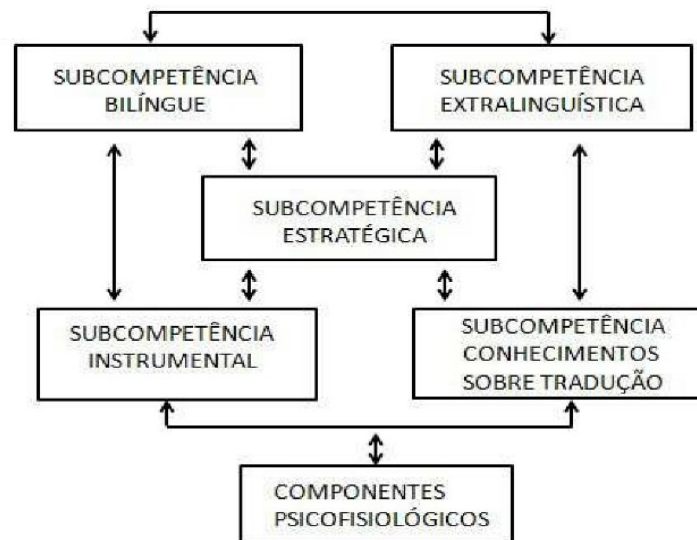 SUBCOMPETÊNCIA
BILÍNGUE
SUBCOMPETÊNCIA
EXTRALINGUÍSTICA
SUBCOMPETÊNCIA
ESTRATÉGICA
SUBCOMPETÊNCIA
INSTRUMENTAL
SUBCOMPETÊNCIA
CONHECIMENTOS
SOBRE TRADUÇÃO
COMPONENTES
PSICOFISIOLÓGICOS